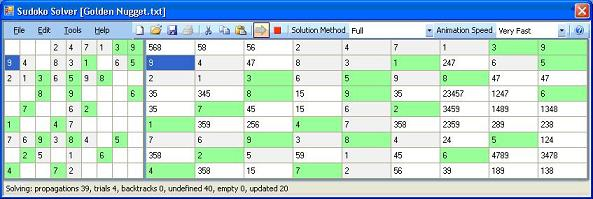 Sudoko Solver [Golden Nugget.txt]
File Edit Tools Help Solution Method Full Animation Speed Very Fast
2 4 7 1 3 9 568 58 56 2 4 7 1 3 9
9 4 8 3 1 6 5 9 4 47 8 3 1 247 6 5
2 1 3 6 5 9 8 2 1 3 6 5 9 8 47 47
8 9 6 35 345 8 15 9 35 23457 1247 6
7 6 2 35 7 45 15 6 2 3459 1489 1348
1 4 7 1 359 256 4 7 358 2359 289 238
7 6 9 3 8 4 5 7 6 9 3 8 4 124 5 124
2 5 1 6 358 2 5 59 1 45 6 4789 3478
4 7 2 4 358 15 7 2 56 39 189 138
Solving: propagations 39, trials 4, backtracks 0, undefined 40, empty 0, updated 20